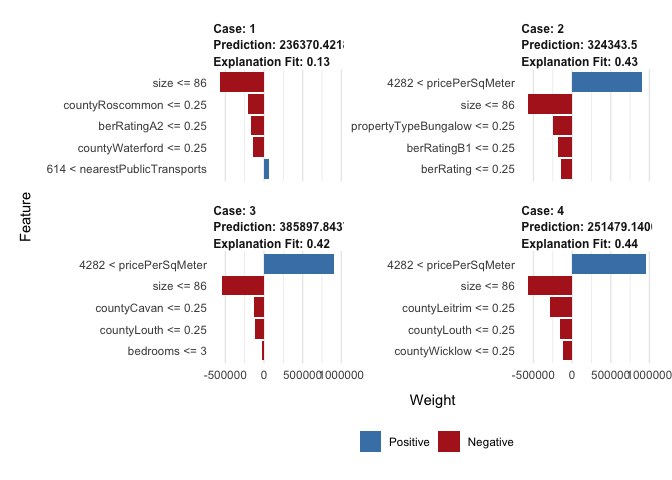 Case: 1
Prediction: 236370.421
Explanation Fit: 0.13
size <= 86
countyRoscommon <= 0.25
berRatingA2 <= 0.25
countyWaterford <= 0.25
614 < nearestPublicTransports
Case: 2
Prediction: 324343.5
Explanation Fit: 0.43
4282 < pricePerSqMeter
size <= 86
propertyTypeBungalow <= 0.25
berRatingB1 <= 0.25
berRating <= 0.25
Case: 3
Prediction: 385897.843
Explanation Fit: 0.42
4282 < pricePerSqMeter
size <= 86
countyCavan <= 0.25
countyLouth <= 0.25
bedrooms <= 3
-500000 0 500000 1000000
Case: 4
Prediction: 251479.140
Explanation Fit: 0.44
4282 < pricePerSqMeter
size <= 86
countyLeitrim <= 0.25
countyLouth <= 0.25
countyWicklow <= 0.25
-500000 0 500000 1000000
Feature
Weight
Positive Negative